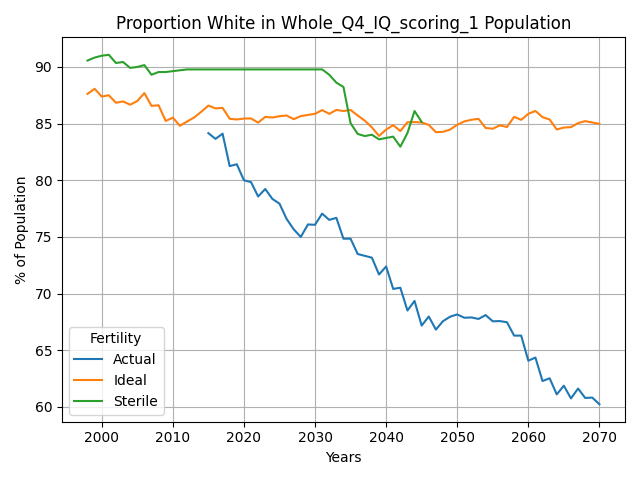 Proportion White in Whole_Q4_IQ_scoring_1 Population
% of Population
90
85
80
75
70
65
60
Fertility
Actual
Ideal
Sterile
2000 2010 2020 2030 2040 2050 2060 2070
Years